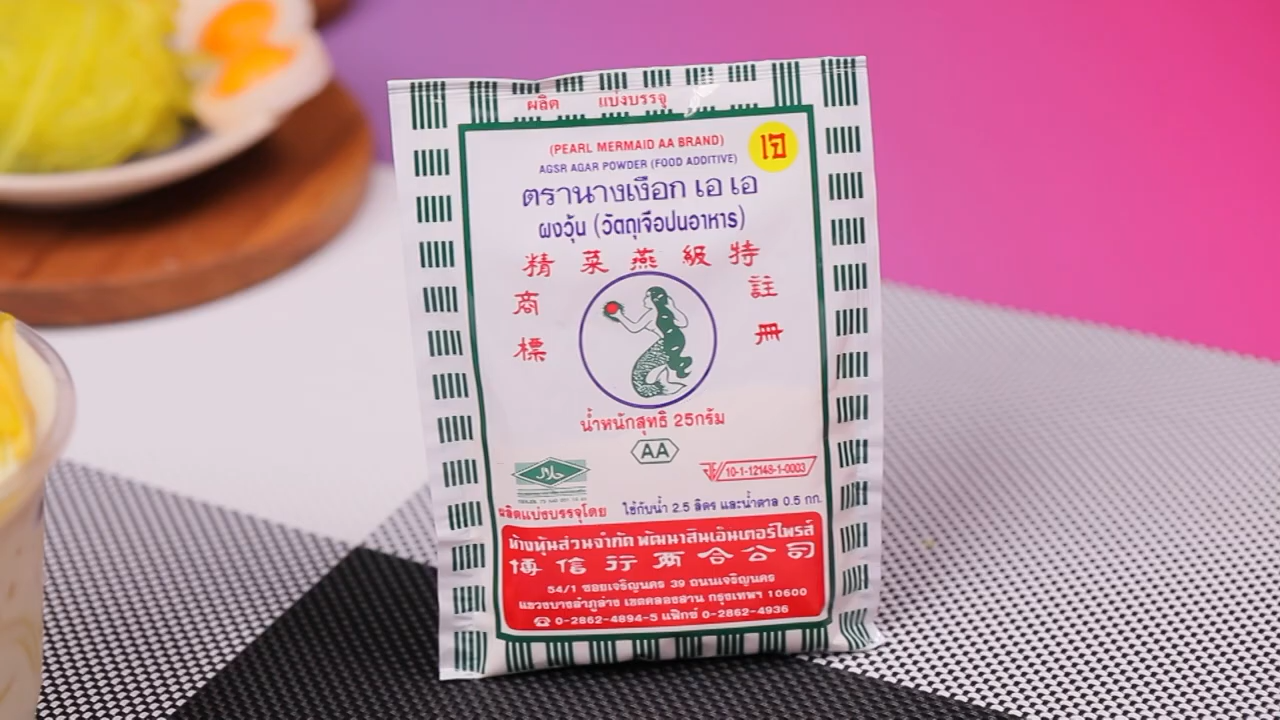 ผลิต แบ่งบรรจุ
(PEARL MERMAID AA BRAND)
เจ
AGSR AGAR POWDER (FOOD ADDITIVE)
ตรานางเงือก เอ เอ
ผงวุ้น (วัตถุเจือปนอาหาร)
精 菜 燕 級 特
商 註
標 冊
น้ำหนักสุทธิ 25กรัม
AA
حلال
10-1-12148-1-0003
ผลิตแบ่งบรรจุโดย ใช้กับน้ำ 2.5 ลิตร และน้ำตาล 0.5 กก.
ห้างหุ้นส่วนจำกัด พัฒนาสินเอ็นเตอร์ไพรส์
博 信 行 兩 合 公 司
54/1 ซอยเจริญนคร 39 ถนนเจริญนคร
แขวงบางลำภูล่าง เขตคลองสาน กรุงเทพฯ 10600
☎ 0-2862-4894-5 แฟ๊กซ์ 0-2862-4936